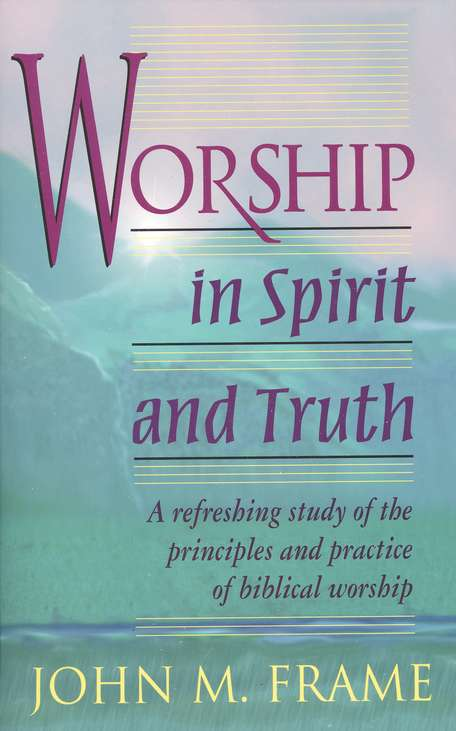 WORSHIP
in Spirit
and Truth
A refreshing study of the
principles and practice
of biblical worship
JOHN M. FRAME